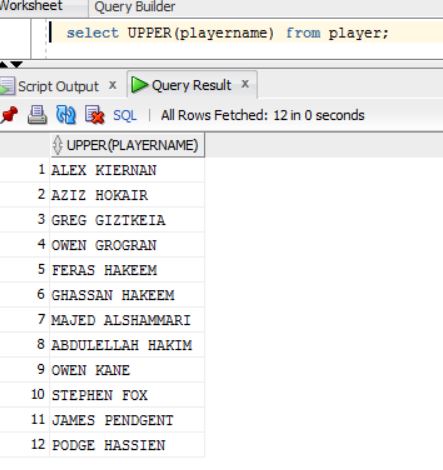 Worksheet Query Builder
select UPPER(playername) from player;
Script Output x Query Result x
SQL | All Rows Fetched: 12 in 0 seconds
UPPER(PLAYERNAME)
1 ALEX KIERNAN
2 AZIZ HOKAIR
3 GREG GIZTKEIA
4 OWEN GROGRAN
5 FERAS HAKEEM
6 GHASSAN HAKEEM
7 MAJED ALSHAMMARI
8 ABDULELLAH HAKIM
9 OWEN KANE
10 STEPHEN FOX
11 JAMES PENDGENT
12 PODGE HASSIEN